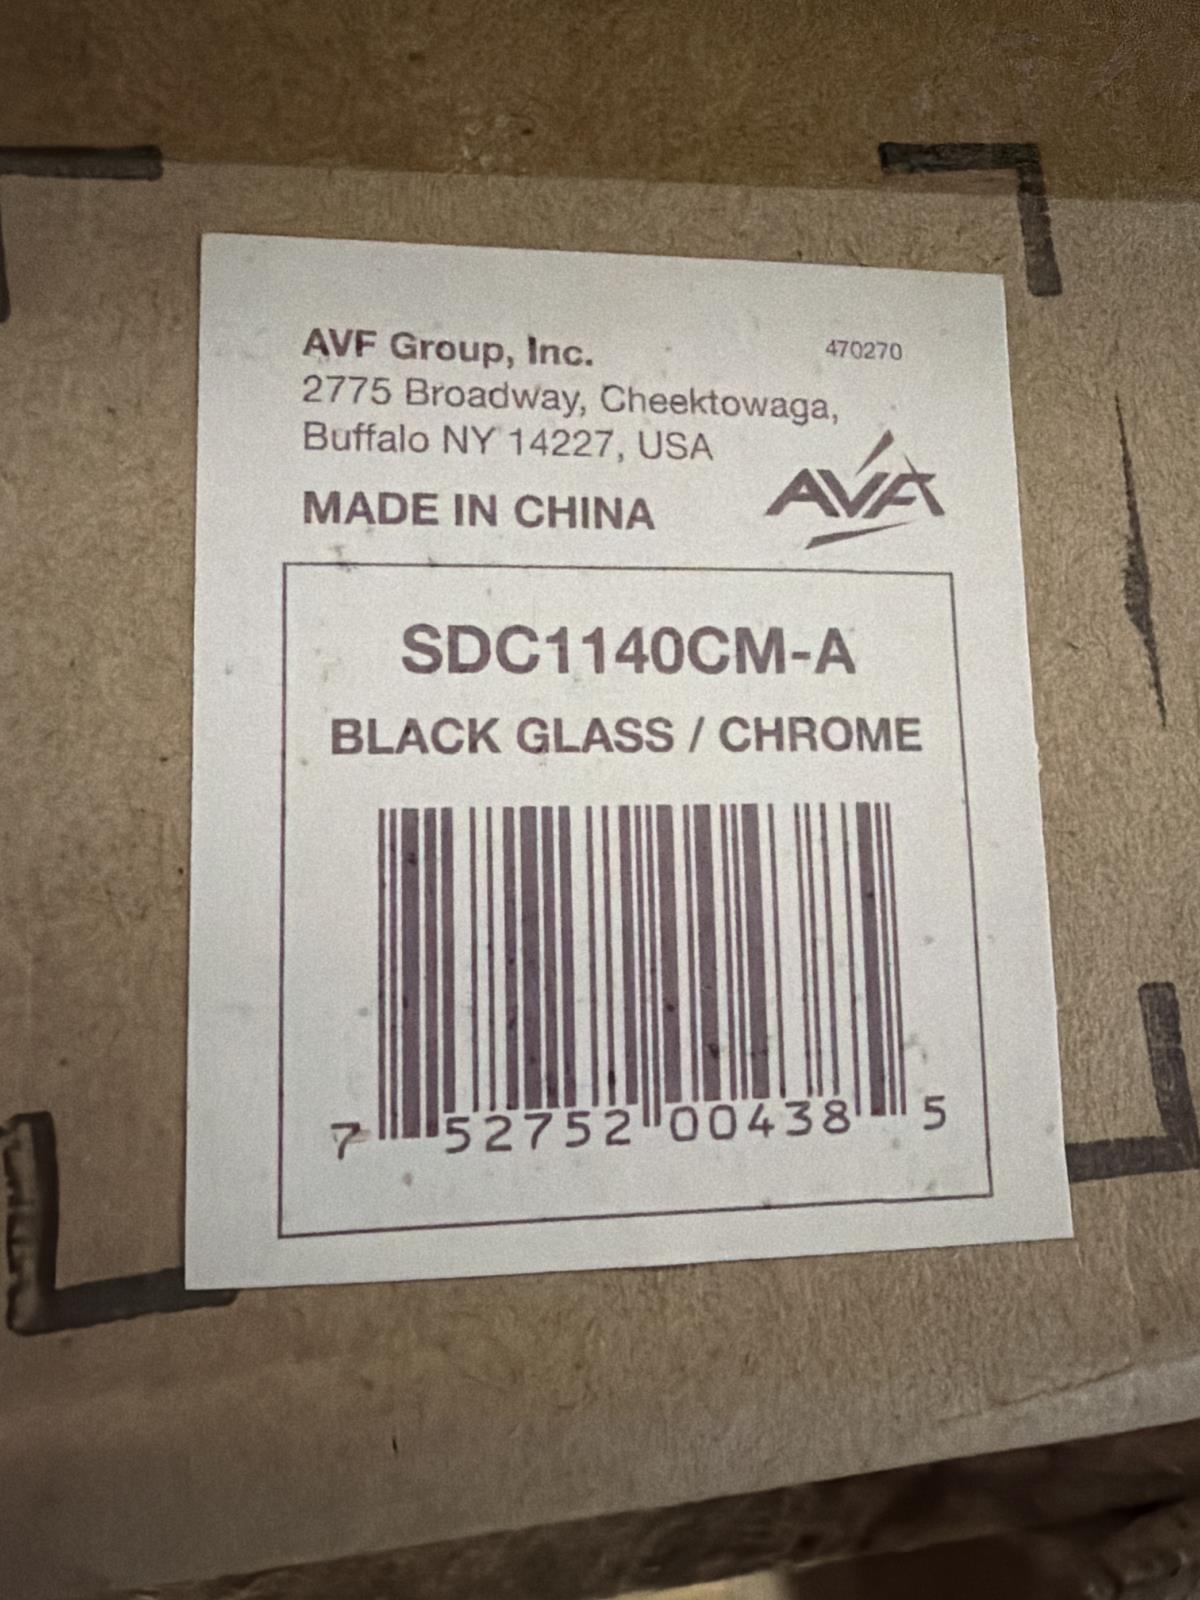 AVF Group, Inc.
470270
2775 Broadway, Cheektowaga,
Buffalo NY 14227, USA
MADE IN CHINA
AVF
SDC1140CM-A
BLACK GLASS / CHROME
7 52752 00438 5